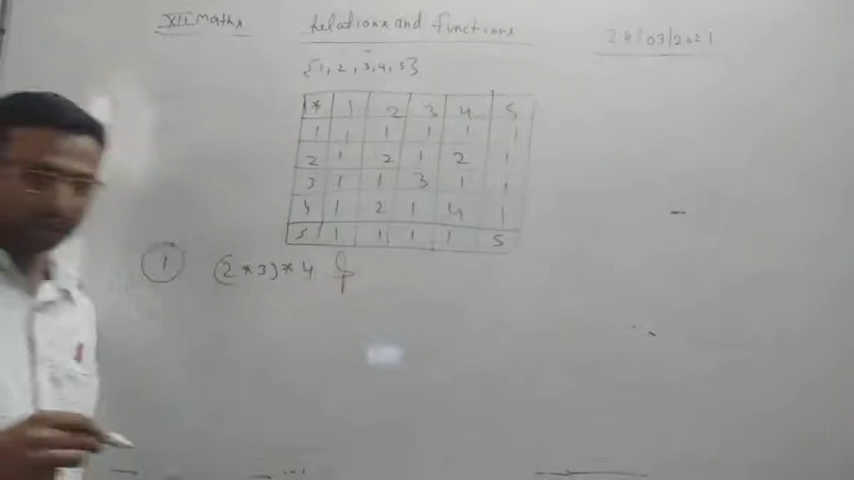 XII Maths
Relations and functions
24/03/2021
{1, 2, 3, 4, 5}
* 1 2 3 4 5
1 1 1 1 1 1
2 1 2 1 2 1
3 1 1 3 1 1
4 1 2 1 4 1
5 1 1 1 1 5
1 (2 * 3) * 4